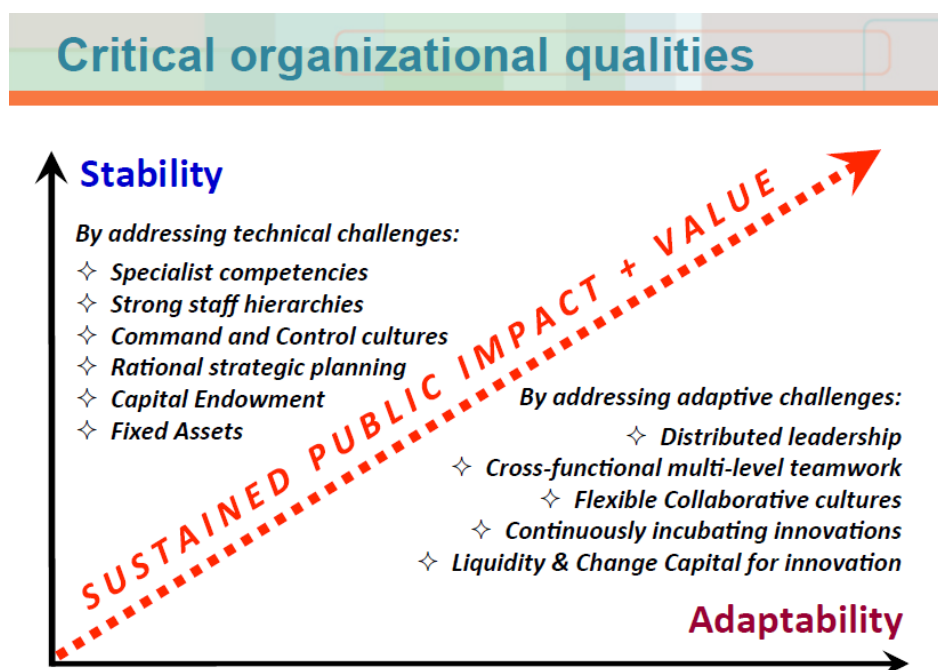 Critical organizational qualities
Stability
By addressing technical challenges:
✧ Specialist competencies
✧ Strong staff hierarchies
✧ Command and Control cultures
✧ Rational strategic planning
✧ Capital Endowment
✧ Fixed Assets
SUSTAINED PUBLIC IMPACT + VALUE
By addressing adaptive challenges:
✧ Distributed leadership
✧ Cross-functional multi-level teamwork
✧ Flexible Collaborative cultures
✧ Continuously incubating innovations
✧ Liquidity & Change Capital for innovation
Adaptability